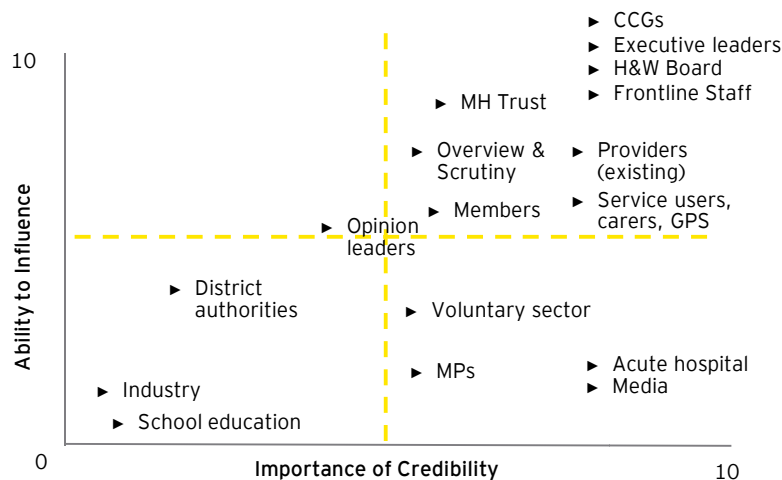 CCGs
10
Executive leaders
H&W Board
Frontline Staff
MH Trust
Overview &
Scrutiny
Providers
(existing)
Service users,
carers, GPS
Members
Opinion
leaders
Ability to Influence
District
authorities
Voluntary sector
MPs
Acute hospital
Media
Industry
School education
0
Importance of Credibility
10